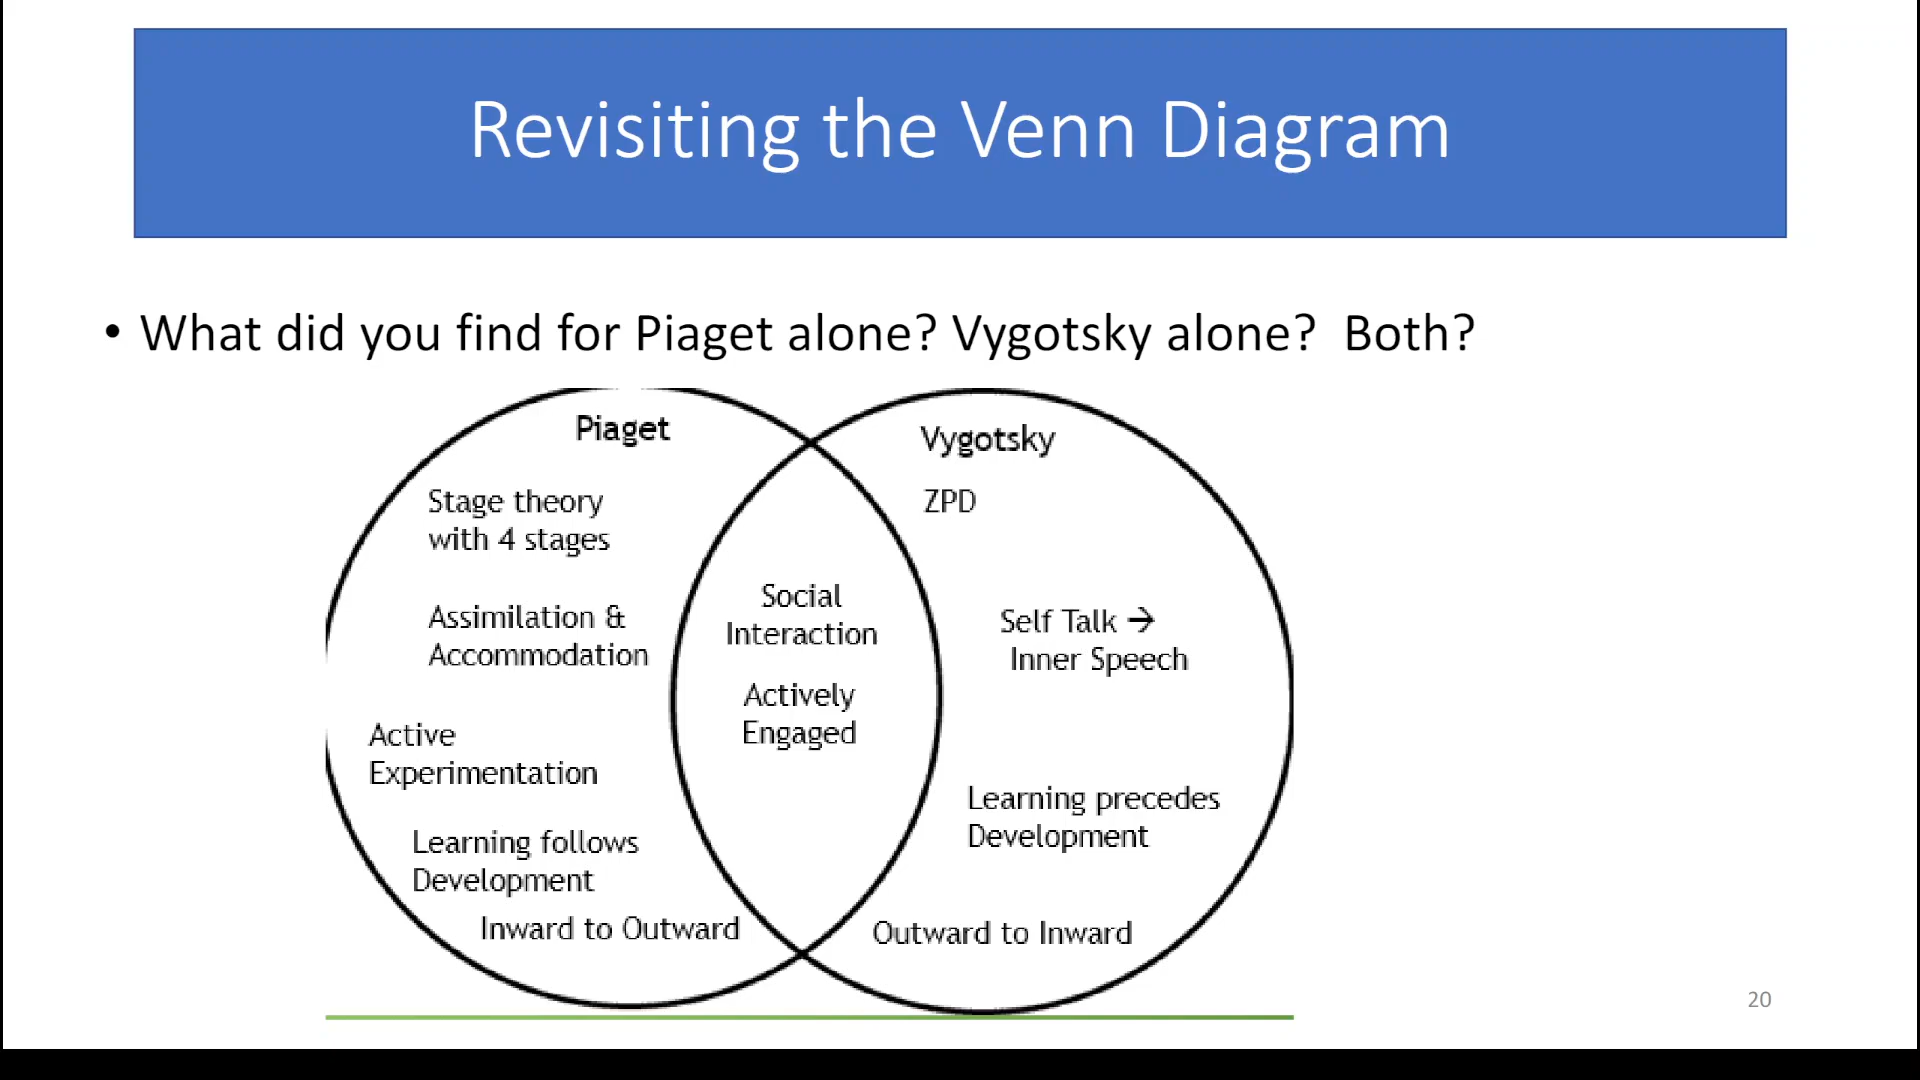 Revisiting the Venn Diagram
• What did you find for Piaget alone? Vygotsky alone?  Both?
Piaget
Stage theory
with 4 stages
Assimilation &
Accommodation
Active
Experimentation
Learning follows
Development
Inward to Outward
Social
Interaction
Actively
Engaged
Vygotsky
ZPD
Self Talk →
Inner Speech
Learning precedes
Development
Outward to Inward
20